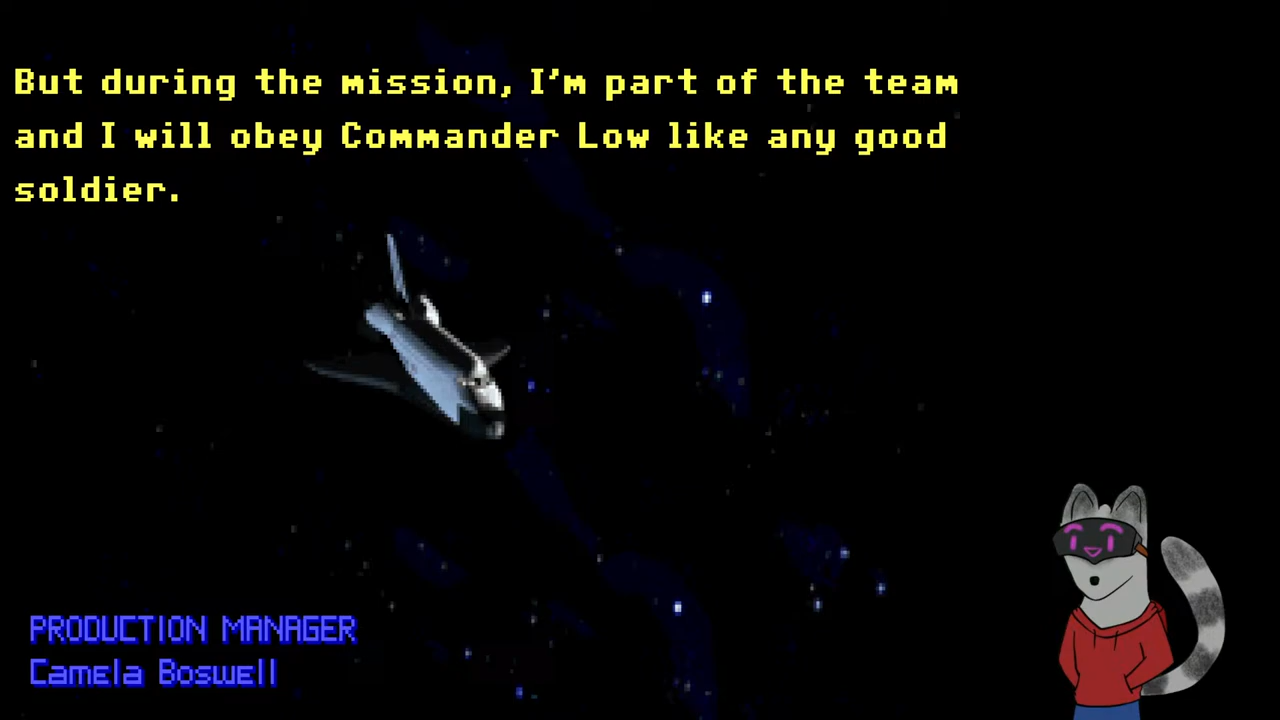 But during the mission, I'm part of the team
and I will obey Commander Low like any good
soldier.
PRODUCTION MANAGER
Camela Boswell